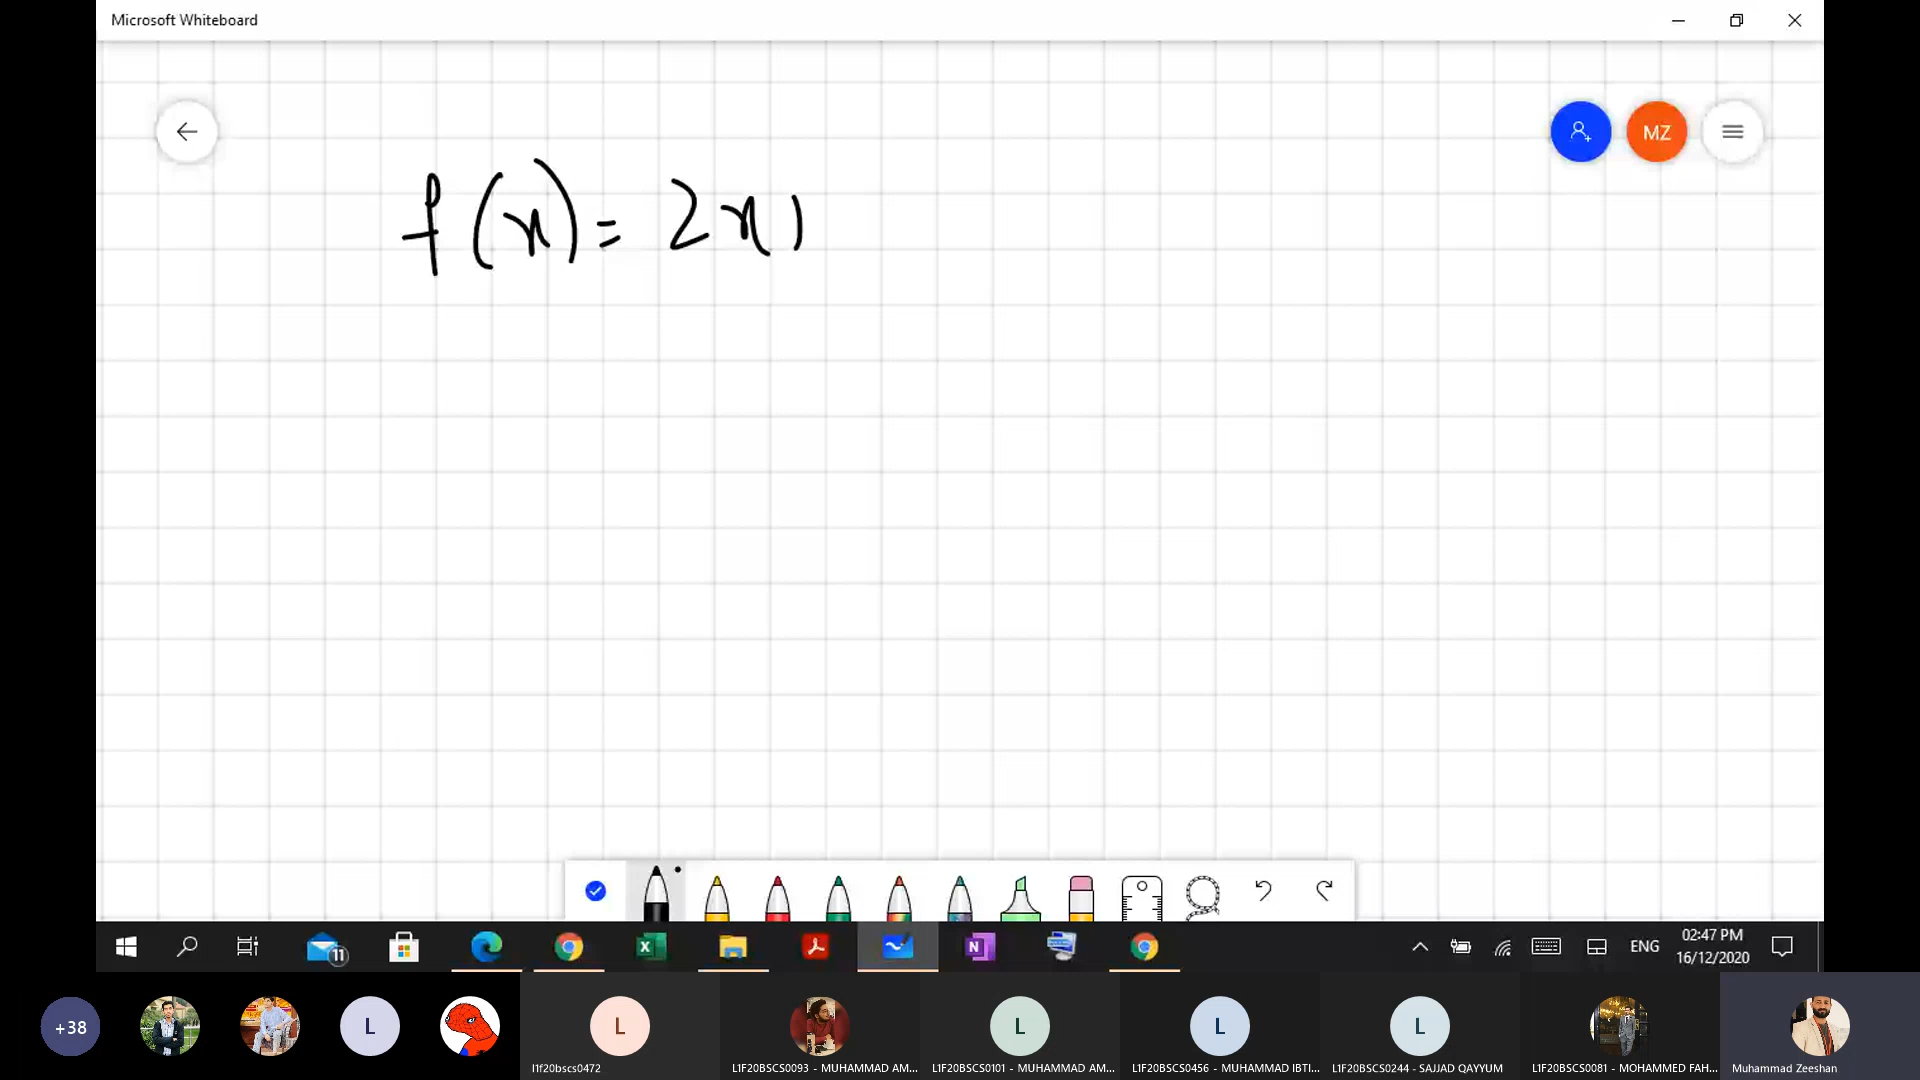 Microsoft Whiteboard
MZ
f(x) = 2x)
11
ENG
02:47 PM
16/12/2020
+38
L
L
L
L
L
l1f20bscs0472
L1F20BSCS0093 - MUHAMMAD AM...
L1F20BSCS0101 - MUHAMMAD AM...
L1F20BSCS0456 - MUHAMMAD IBTI...
L1F20BSCS0244 - SAJJAD QAYYUM
L1F20BSCS0081 - MOHAMMED FAH...
Muhammad Zeeshan